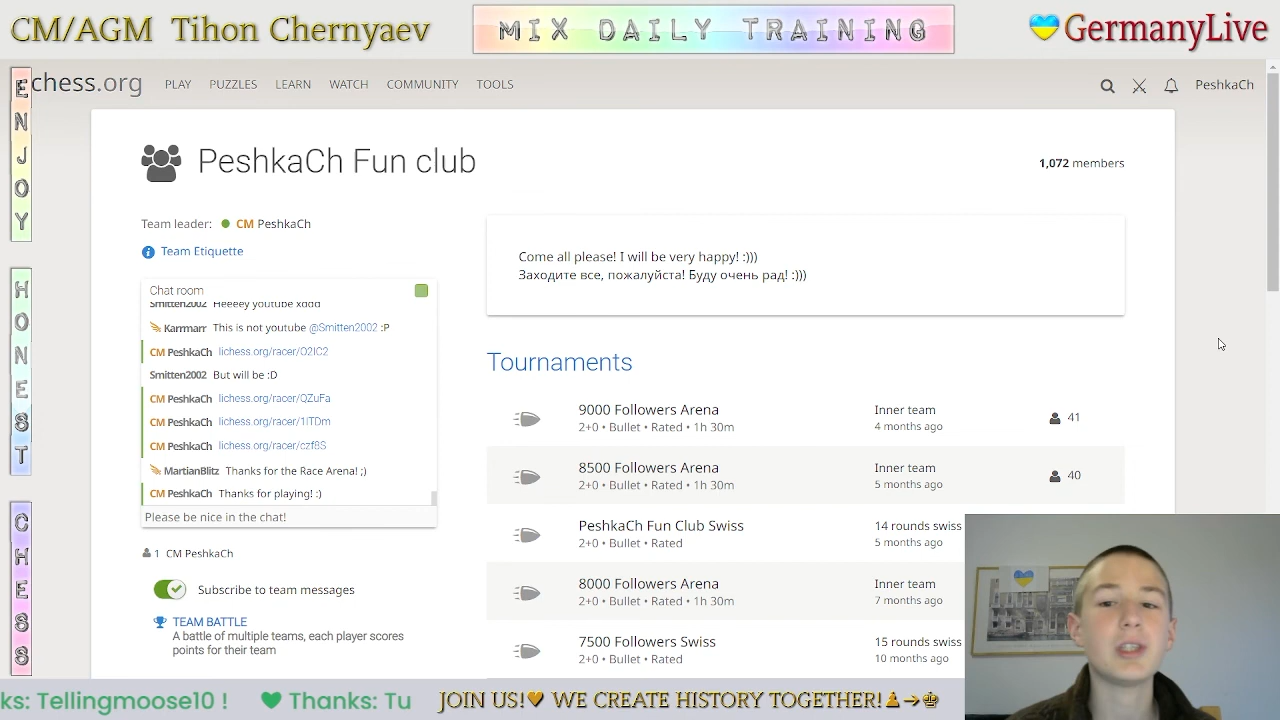 CM/AGM Tihon Chernyaev
MIX DAILY TRAINING
GermanyLive
ENJOY
HONEST
CHESS
chess.org
PLAY
PUZZLES
LEARN
WATCH
COMMUNITY
TOOLS
PeshkaCh
PeshkaCh Fun club
1,072 members
Team leader: CM PeshkaCh
Team Etiquette
Chat room
Smitten2002 Heeeey youtube xddd
Karrmarr This is not youtube @Smitten2002 :P
CM PeshkaCh lichess.org/racer/O2IC2
Smitten2002 But will be :D
CM PeshkaCh lichess.org/racer/QZuFa
CM PeshkaCh lichess.org/racer/1ITDm
CM PeshkaCh lichess.org/racer/czf8S
MartianBlitz Thanks for the Race Arena! ;)
CM PeshkaCh Thanks for playing! :)
Please be nice in the chat!
1 CM PeshkaCh
Subscribe to team messages
TEAM BATTLE
A battle of multiple teams, each player scores
points for their team
Come all please! I will be very happy! :)))
Заходите все, пожалуйста! Буду очень рад! :)))
Tournaments
9000 Followers Arena
2+0 • Bullet • Rated • 1h 30m
Inner team
4 months ago
41
8500 Followers Arena
2+0 • Bullet • Rated • 1h 30m
Inner team
5 months ago
40
PeshkaCh Fun Club Swiss
2+0 • Bullet • Rated
14 rounds swiss
5 months ago
8000 Followers Arena
2+0 • Bullet • Rated • 1h 30m
Inner team
7 months ago
7500 Followers Swiss
2+0 • Bullet • Rated
15 rounds swiss
10 months ago
ks: Tellingmoose10 ! Thanks: Tu
JOIN US! WE CREATE HISTORY TOGETHER!